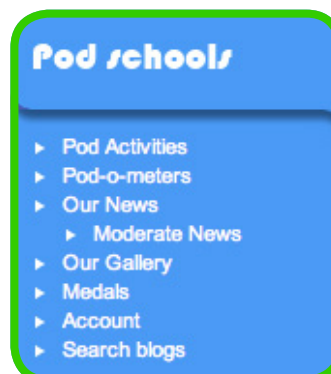 Pod schools
Pod Activities
Pod-o-meters
Our News
Moderate News
Our Gallery
Medals
Account
Search blogs